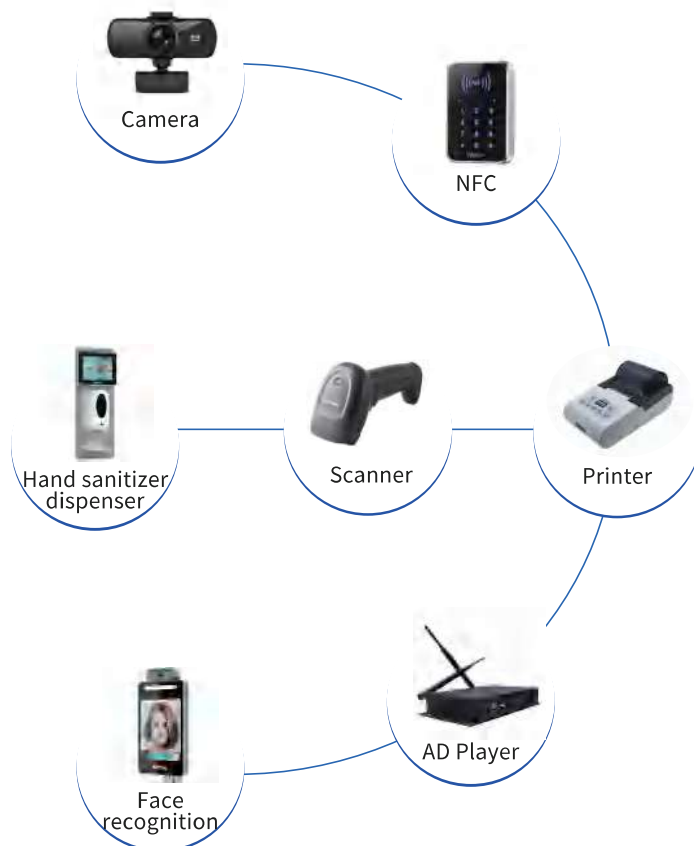 Camera
NFC
Hand sanitizer
dispenser
Scanner
Printer
AD Player
Face
recognition